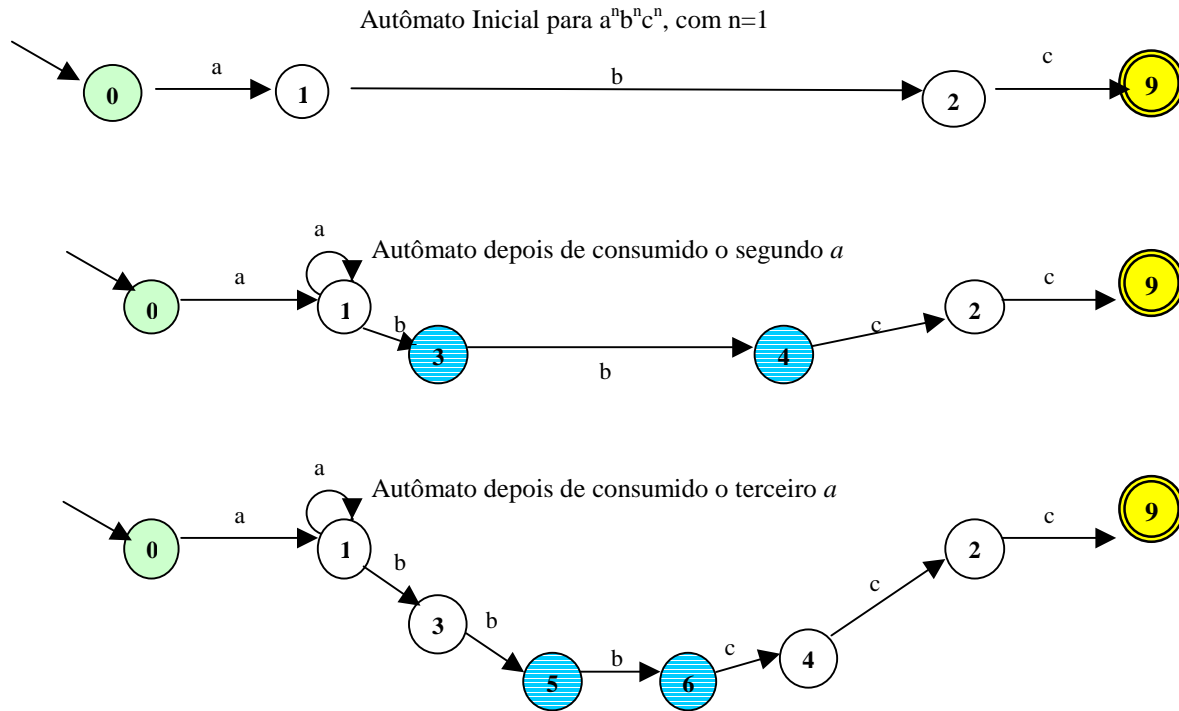 Autômato Inicial para aⁿbⁿcⁿ, com n=1
a
b
c
0
1
2
9
a
Autômato depois de consumido o segundo a
a
b
b
c
c
0
1
3
4
2
9
a
Autômato depois de consumido o terceiro a
a
b
b
b
c
c
c
0
1
3
5
6
4
2
9